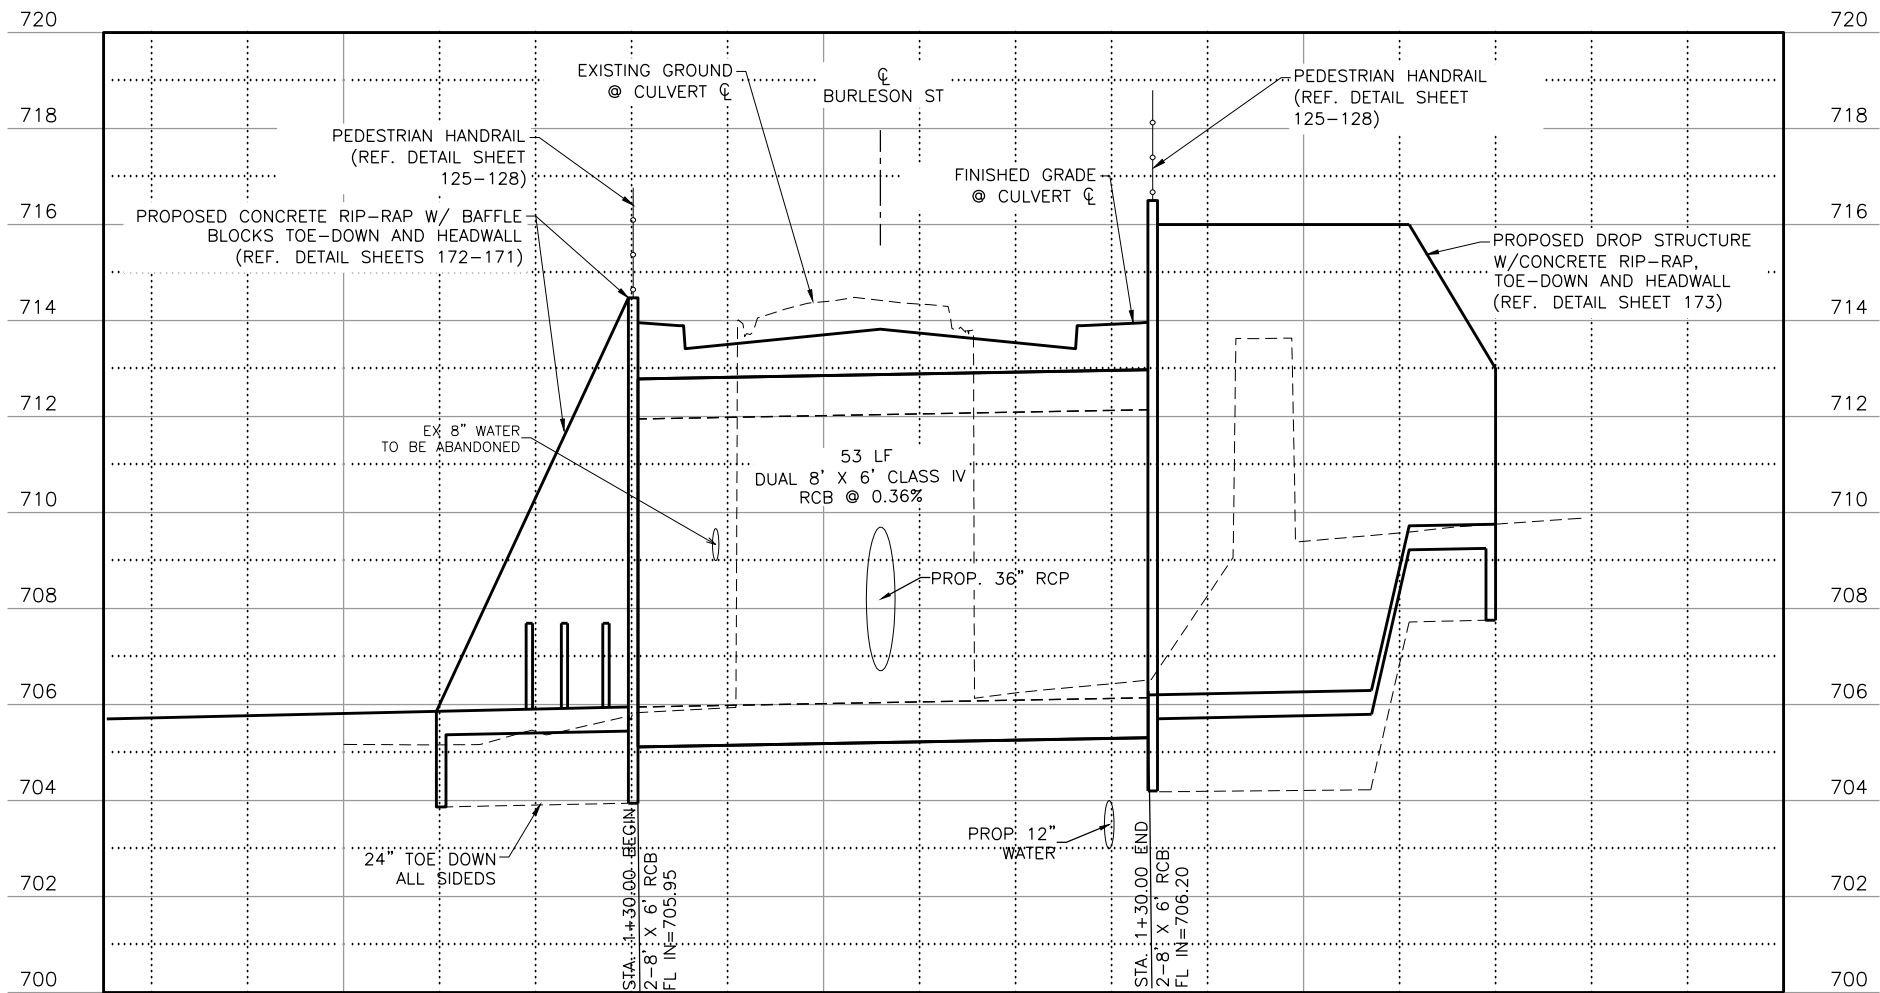 720
720
EXISTING GROUND
@ CULVERT ℄
℄
BURLESON ST
PEDESTRIAN HANDRAIL
(REF. DETAIL SHEET
125-128)
718
718
PEDESTRIAN HANDRAIL
(REF. DETAIL SHEET
125-128)
FINISHED GRADE
@ CULVERT ℄
716
716
PROPOSED CONCRETE RIP-RAP W/ BAFFLE
BLOCKS TOE-DOWN AND HEADWALL
(REF. DETAIL SHEETS 172-171)
PROPOSED DROP STRUCTURE
W/CONCRETE RIP-RAP,
TOE-DOWN AND HEADWALL
(REF. DETAIL SHEET 173)
714
714
712
712
EX 8" WATER
TO BE ABANDONED
53 LF
DUAL 8' X 6' CLASS IV
RCB @ 0.36%
710
710
PROP. 36" RCP
708
708
706
706
704
704
24" TOE DOWN
ALL SIDEDS
PROP. 12"
WATER
STA. 1+30.00 BEGIN
2-8' X 6' RCB
FL IN=705.95
STA. 1+30.00 END
2-8' X 6' RCB
FL IN=706.20
702
702
700
700